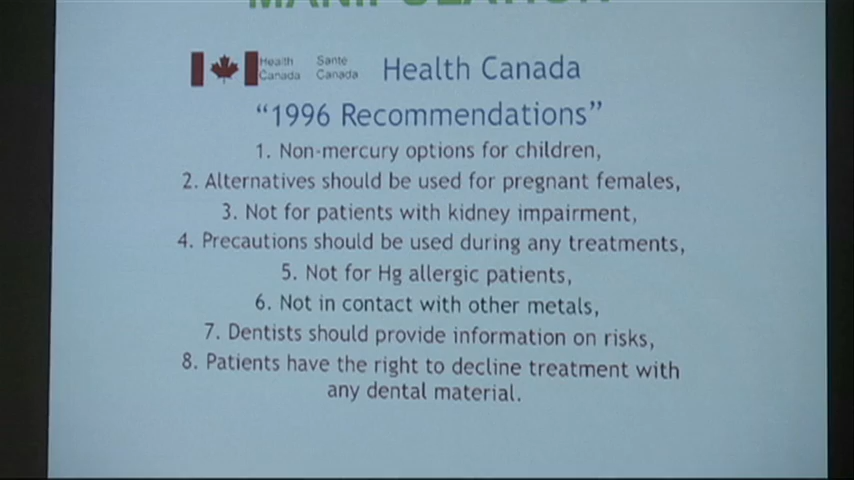 MANIPULATION
Health Canada
Santé Canada
Health Canada
“1996 Recommendations”
1. Non-mercury options for children,
2. Alternatives should be used for pregnant females,
3. Not for patients with kidney impairment,
4. Precautions should be used during any treatments,
5. Not for Hg allergic patients,
6. Not in contact with other metals,
7. Dentists should provide information on risks,
8. Patients have the right to decline treatment with
any dental material.